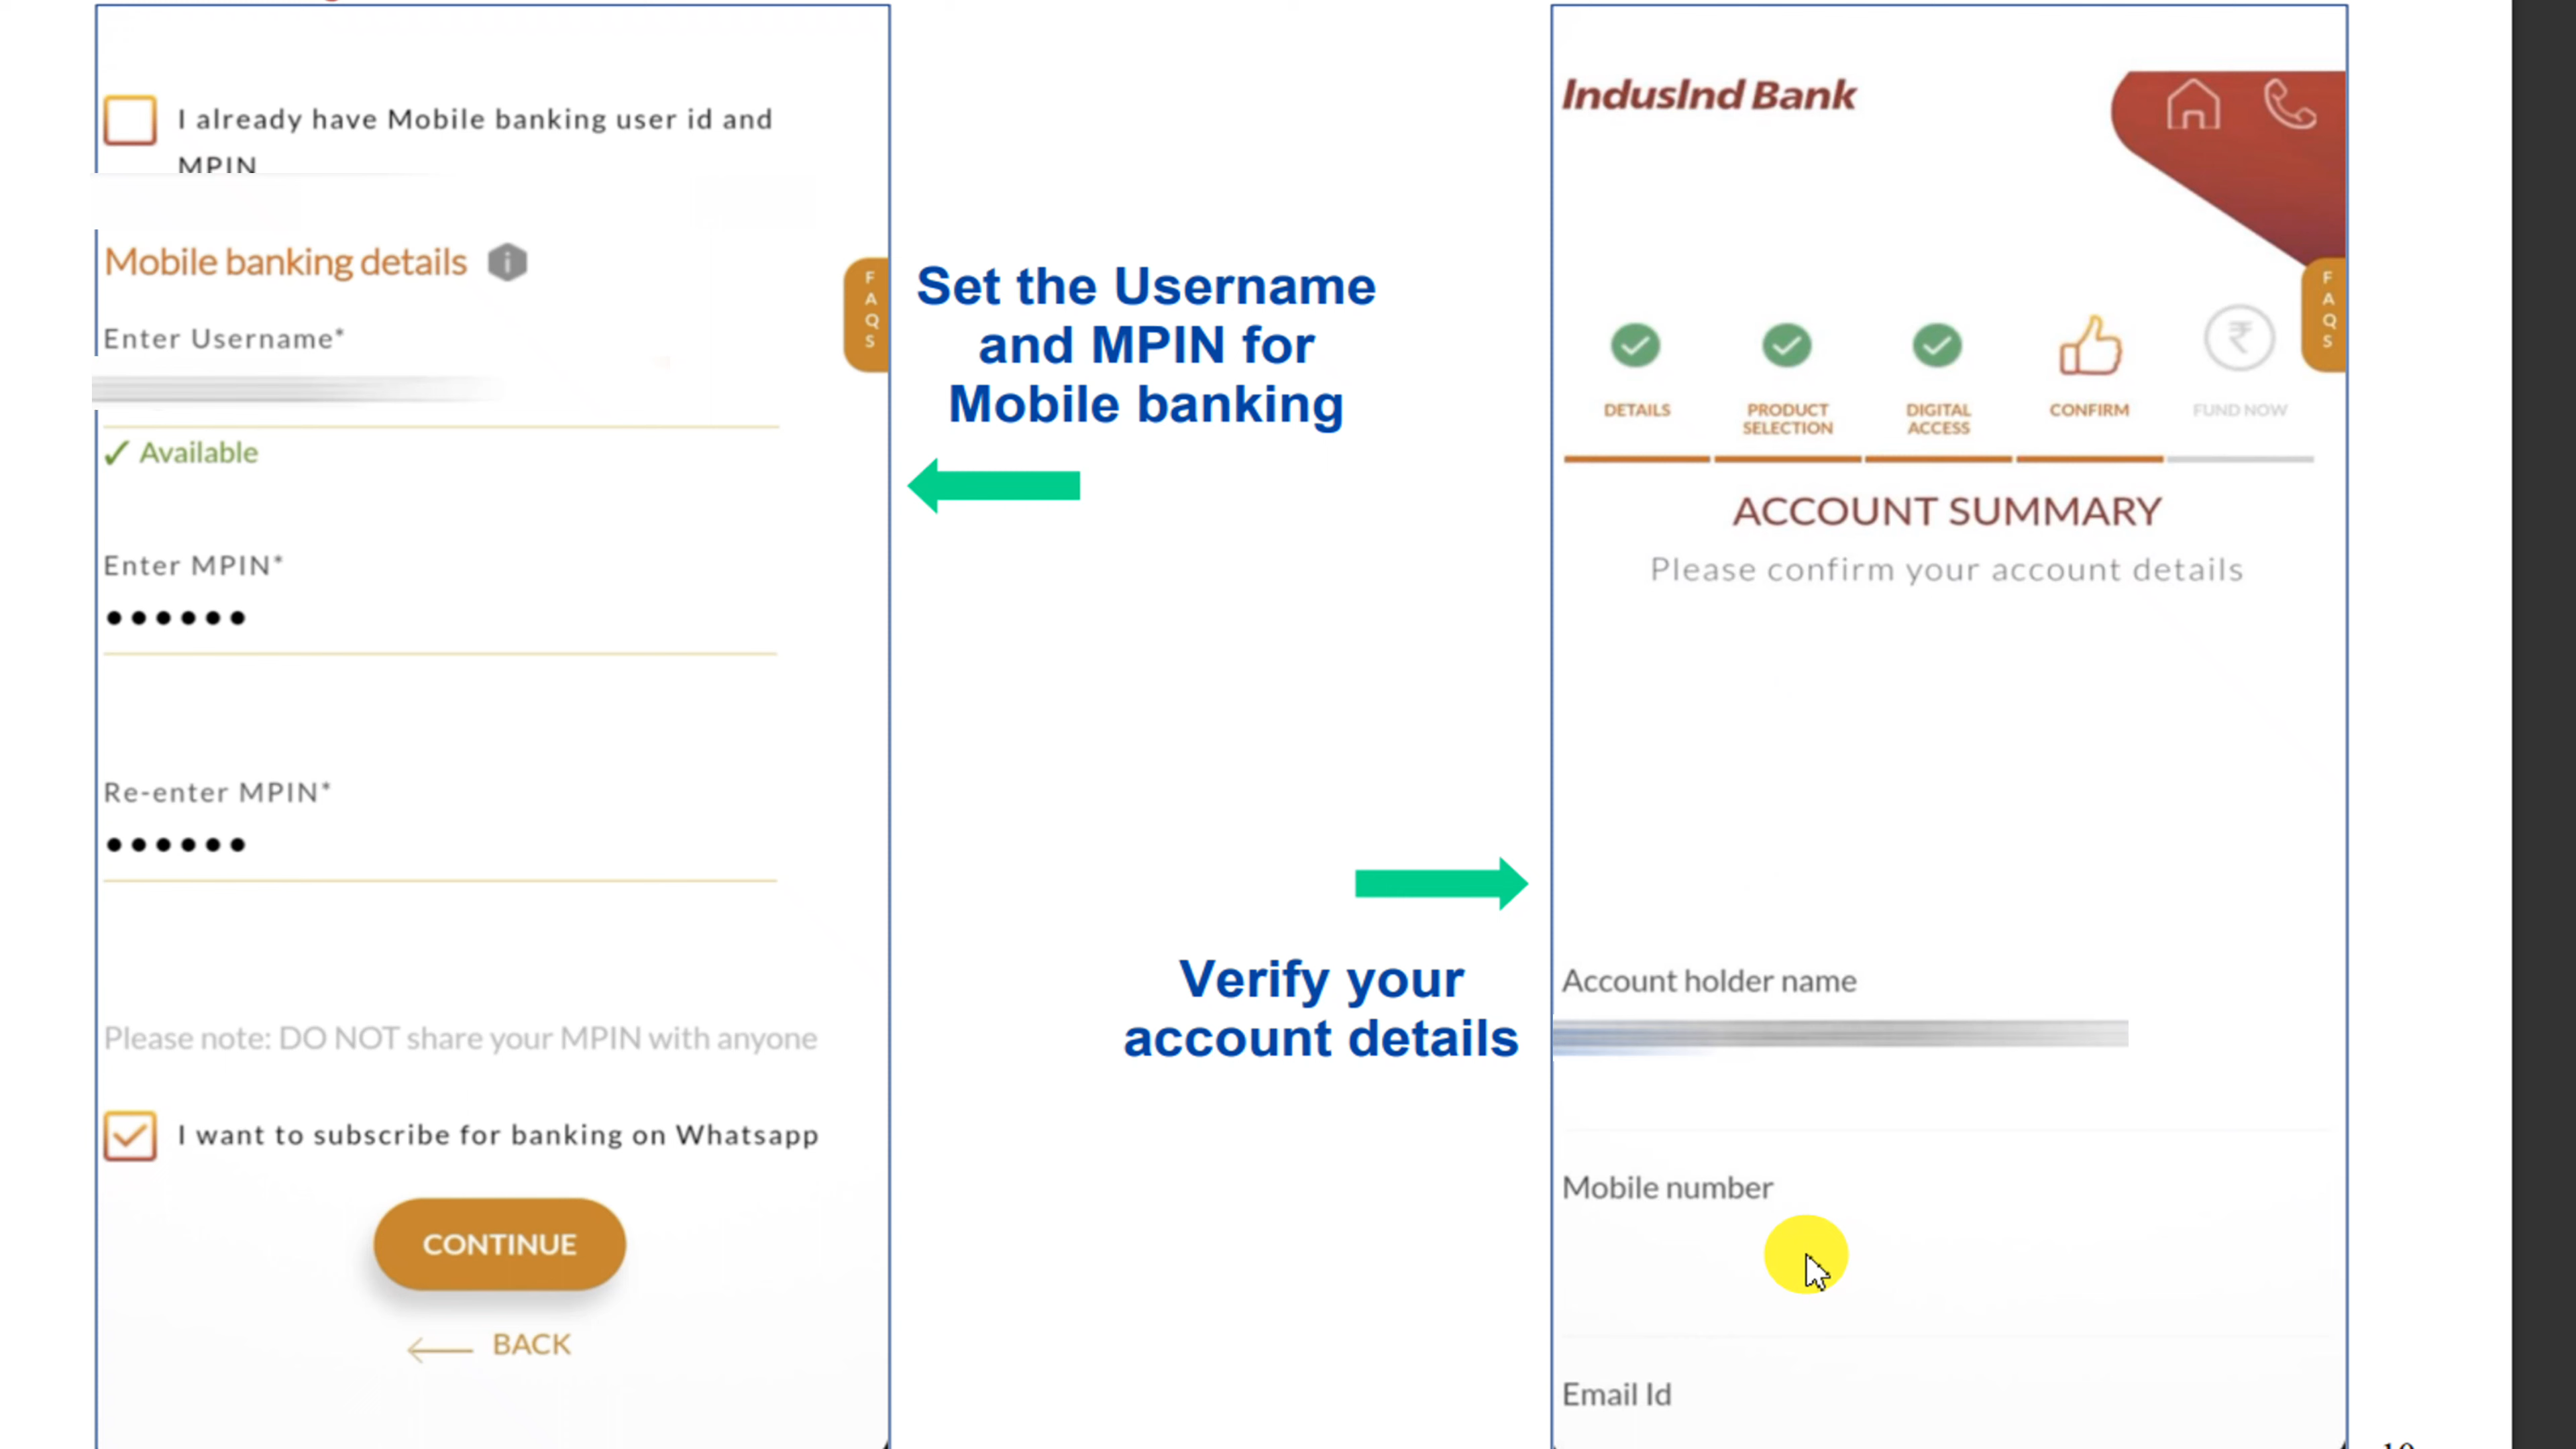 I already have Mobile banking user id and
MPIN
Mobile banking details
Enter Username*
✓ Available
Enter MPIN*
••••••
Re-enter MPIN*
••••••
Please note: DO NOT share your MPIN with anyone
I want to subscribe for banking on Whatsapp
CONTINUE
BACK
FAQS
Set the Username
and MPIN for
Mobile banking
Verify your
account details
IndusInd Bank
FAQS
DETAILS
PRODUCT
SELECTION
DIGITAL
ACCESS
CONFIRM
FUND NOW
ACCOUNT SUMMARY
Please confirm your account details
Account holder name
Mobile number
Email Id